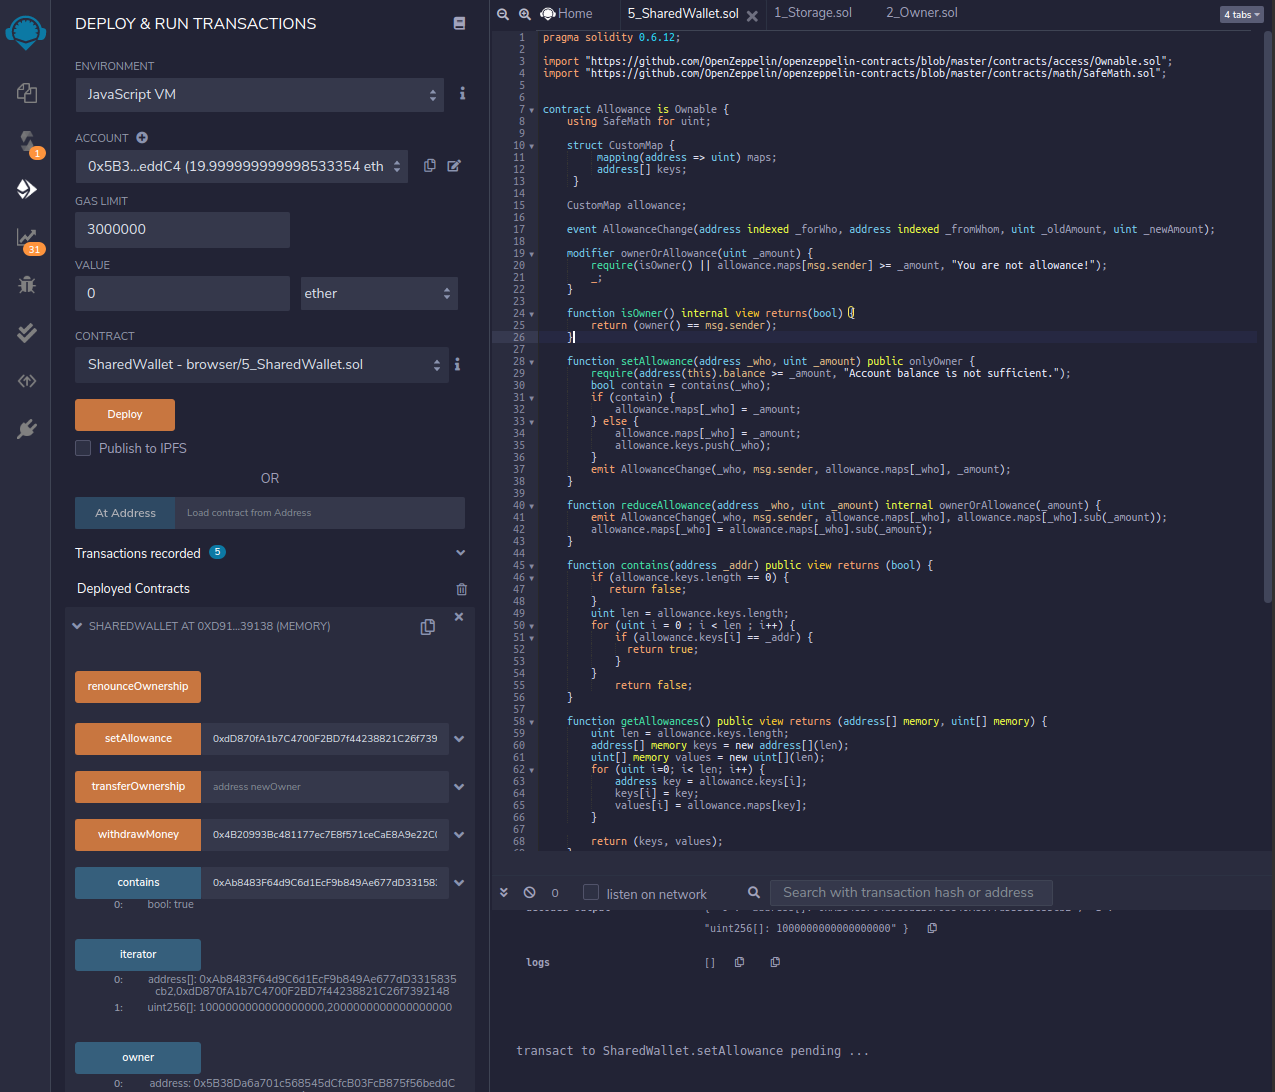 DEPLOY & RUN TRANSACTIONS
ENVIRONMENT
JavaScript VM
ACCOUNT
0x5B3...eddC4 (19.999999999998533354 eth
GAS LIMIT
3000000
VALUE
0
ether
CONTRACT
SharedWallet - browser/5_SharedWallet.sol
Deploy
Publish to IPFS
OR
At Address
Load contract from Address
Transactions recorded 5
Deployed Contracts
SHAREDWALLET AT 0XD91...39138 (MEMORY)
renounceOwnership
setAllowance
0xdD870fA1b7C4700F2BD7f44238821C26f739
transferOwnership
address newOwner
withdrawMoney
0x4B20993Bc481177ec7E8f571ceCaE8A9e22C0
contains
0xAb8483F64d9C6d1EcF9b849Ae677dD33158:
0: bool: true
iterator
0: address[]: 0xAb8483F64d9C6d1EcF9b849Ae677dD3315835
cb2,0xdD870fA1b7C4700F2BD7f44238821C26f7392148
1: uint256[]: 1000000000000000000,2000000000000000000
owner
0: address: 0x5B38Da6a701c568545dCfcB03FcB875f56beddC
1
31
Home
5_SharedWallet.sol
1_Storage.sol
2_Owner.sol
4 tabs
1 pragma solidity 0.6.12;
2
3 import "https://github.com/OpenZeppelin/openzeppelin-contracts/blob/master/contracts/access/Ownable.sol";
4 import "https://github.com/OpenZeppelin/openzeppelin-contracts/blob/master/contracts/math/SafeMath.sol";
5
6
7 contract Allowance is Ownable {
8 using SafeMath for uint;
9
10 struct CustomMap {
11 mapping(address => uint) maps;
12 address[] keys;
13 }
14
15 CustomMap allowance;
16
17 event AllowanceChange(address indexed _forWho, address indexed _fromWhom, uint _oldAmount, uint _newAmount);
18
19 modifier ownerOrAllowance(uint _amount) {
20 require(isOwner() || allowance.maps[msg.sender] >= _amount, "You are not allowance!");
21 _;
22 }
23
24 function isOwner() internal view returns(bool) {
25 return (owner() == msg.sender);
26 }
27
28 function setAllowance(address _who, uint _amount) public onlyOwner {
29 require(address(this).balance >= _amount, "Account balance is not sufficient.");
30 bool contain = contains(_who);
31 if (contain) {
32 allowance.maps[_who] = _amount;
33 } else {
34 allowance.maps[_who] = _amount;
35 allowance.keys.push(_who);
36 }
37 emit AllowanceChange(_who, msg.sender, allowance.maps[_who], _amount);
38 }
39
40 function reduceAllowance(address _who, uint _amount) internal ownerOrAllowance(_amount) {
41 emit AllowanceChange(_who, msg.sender, allowance.maps[_who], allowance.maps[_who].sub(_amount));
42 allowance.maps[_who] = allowance.maps[_who].sub(_amount);
43 }
44
45 function contains(address _addr) public view returns (bool) {
46 if (allowance.keys.length == 0) {
47 return false;
48 }
49 uint len = allowance.keys.length;
50 for (uint i = 0 ; i < len ; i++) {
51 if (allowance.keys[i] == _addr) {
52 return true;
53 }
54 }
55 return false;
56 }
57
58 function getAllowances() public view returns (address[] memory, uint[] memory) {
59 uint len = allowance.keys.length;
60 address[] memory keys = new address[](len);
61 uint[] memory values = new uint[](len);
62 for (uint i=0; i< len; i++) {
63 address key = allowance.keys[i];
64 keys[i] = key;
65 values[i] = allowance.maps[key];
66 }
67
68 return (keys, values);
0
listen on network
Search with transaction hash or address
"uint256[]: 1000000000000000000" }
logs
[]
transact to SharedWallet.setAllowance pending ...